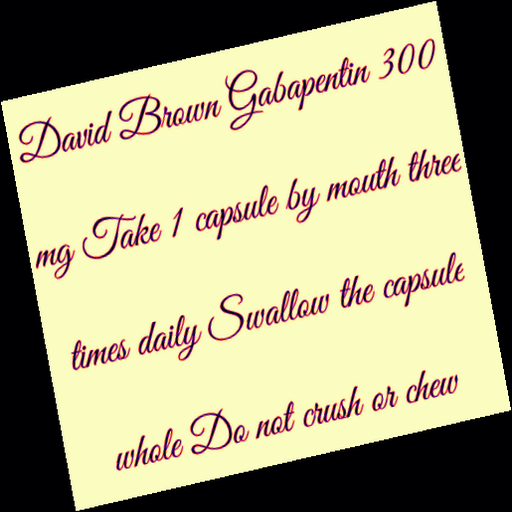 David Brown Gabapentin 300
mg Take 1 capsule by mouth three
times daily Swallow the capsule
whole Do not crush or chew